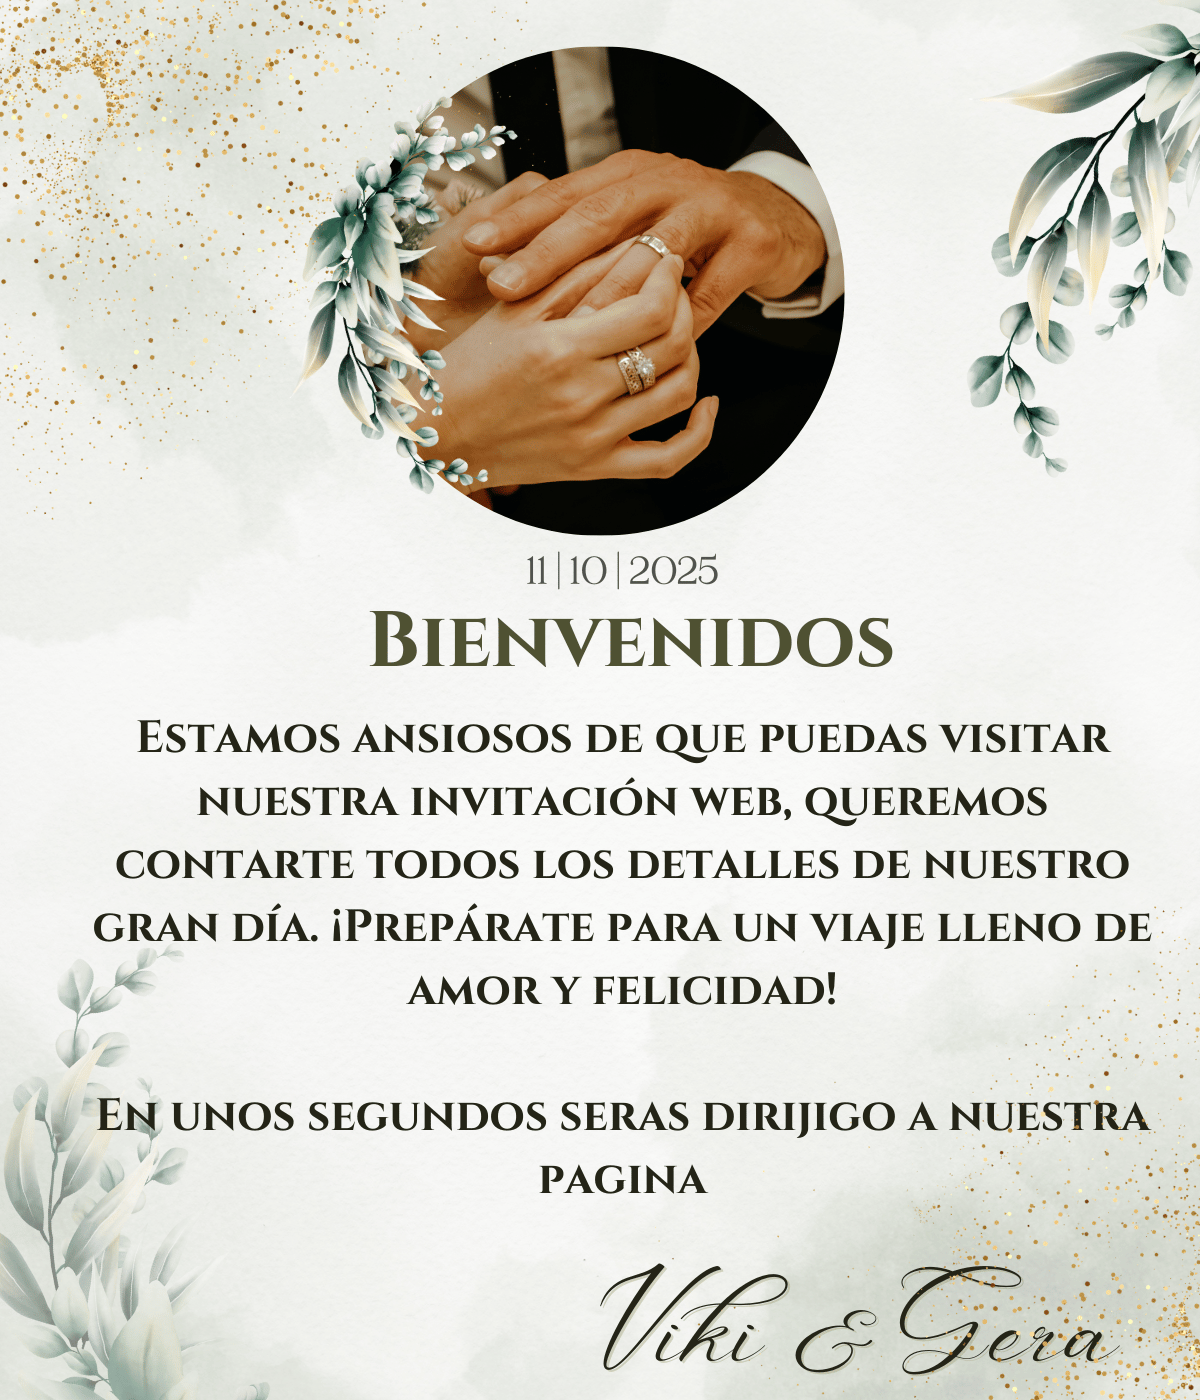 11|10|2025
Bienvenidos
Estamos ansiosos de que puedas visitar
nuestra invitación web, queremos
contarte todos los detalles de nuestro
gran día. ¡Prepárate para un viaje lleno de
amor y felicidad!
En unos segundos seras dirijigo a nuestra
pagina
Viki & Gera